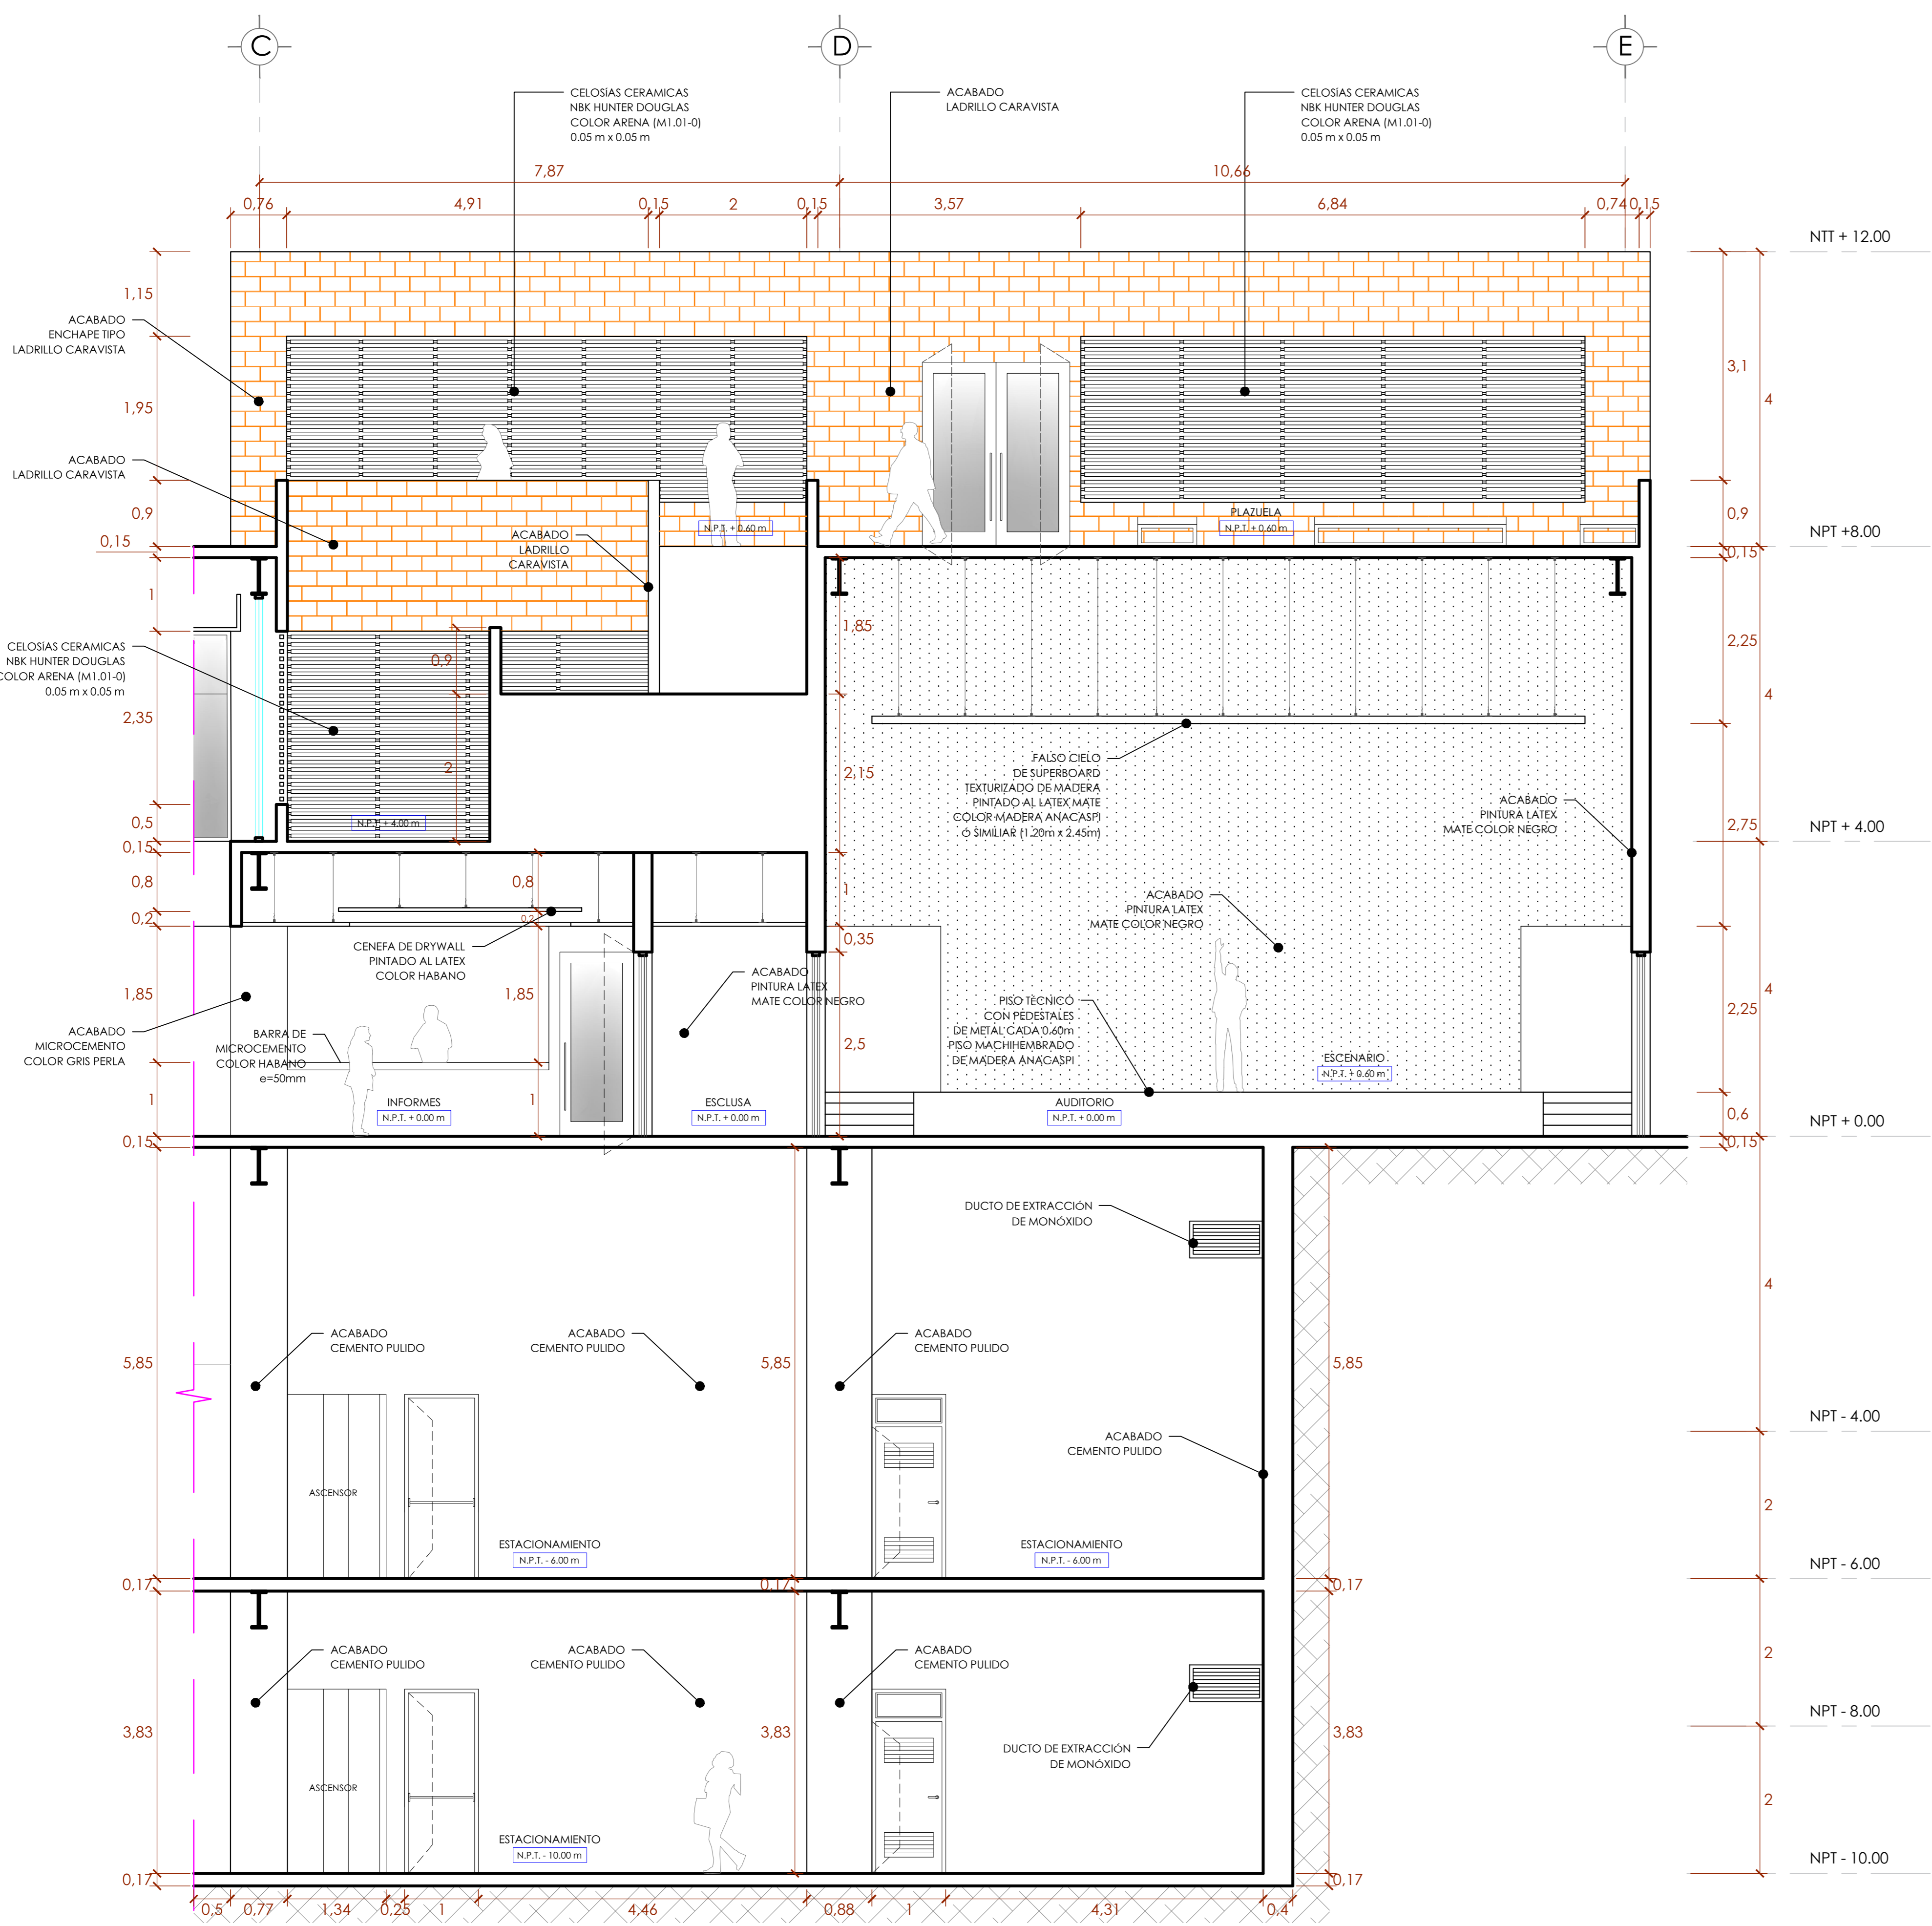 C
D
E
CELOSÍAS CERAMICAS
NBK HUNTER DOUGLAS
COLOR ARENA (M1.01-0)
0.05 m x 0.05 m
ACABADO
LADRILLO CARAVISTA
CELOSÍAS CERAMICAS
NBK HUNTER DOUGLAS
COLOR ARENA (M1.01-0)
0.05 m x 0.05 m
7,87
10,66
0,76
4,91
0,15
2
0,15
3,57
6,84
0,74
0,15
NTT + 12.00
1,15
ACABADO
ENCHAPE TIPO
LADRILLO CARAVISTA
1,95
3,1
4
ACABADO
LADRILLO CARAVISTA
0,9
0,15
ACABADO
LADRILLO
CARAVISTA
N.P.T. + 0.60 m
PLAZUELA
N.P.T. + 0.60 m
0,9
0,15
NPT +8.00
1
CELOSÍAS CERAMICAS
NBK HUNTER DOUGLAS
COLOR ARENA (M1.01-0)
0.05 m x 0.05 m
2,35
0,5
0,15
0,9
2
N.P.T. + 4.00 m
1,85
2,15
2,25
4
FALSO CIELO
DE SUPERBOARD
TEXTURIZADO DE MADERA
PINTADO AL LATEX MATE
COLOR MADERA ANACASPI
Ó SIMILIAR (1.20m x 2.45m)
ACABADO
PINTURA LATEX
MATE COLOR NEGRO
2,75
NPT + 4.00
0,8
0,2
0,8
0,2
1
0,35
CENEFA DE DRYWALL
PINTADO AL LATEX
COLOR HABANO
ACABADO
PINTURA LATEX
MATE COLOR NEGRO
ACABADO
PINTURA LATEX
MATE COLOR NEGRO
1,85
1,85
ACABADO
MICROCEMENTO
COLOR GRIS PERLA
BARRA DE
MICROCEMENTO
COLOR HABANO
e=50mm
PISO TÉCNICO
CON PEDESTALES
DE METAL CADA 0.60m
PISO MACHIHEMBRADO
DE MADERA ANACASPI
2,5
2,25
4
ESCENARIO
N.P.T. + 0.60 m
1
1
INFORMES
N.P.T. + 0.00 m
ESCLUSA
N.P.T. + 0.00 m
AUDITORIO
N.P.T. + 0.00 m
0,6
0,15
0,15
NPT + 0.00
DUCTO DE EXTRACCIÓN
DE MONÓXIDO
4
ACABADO
CEMENTO PULIDO
ACABADO
CEMENTO PULIDO
ACABADO
CEMENTO PULIDO
5,85
5,85
5,85
ACABADO
CEMENTO PULIDO
NPT - 4.00
ASCENSOR
2
ESTACIONAMIENTO
N.P.T. - 6.00 m
ESTACIONAMIENTO
N.P.T. - 6.00 m
NPT - 6.00
0,17
0,17
0,17
ACABADO
CEMENTO PULIDO
ACABADO
CEMENTO PULIDO
ACABADO
CEMENTO PULIDO
2
NPT - 8.00
3,83
3,83
3,83
DUCTO DE EXTRACCIÓN
DE MONÓXIDO
ASCENSOR
2
ESTACIONAMIENTO
N.P.T. - 10.00 m
NPT - 10.00
0,17
0,17
0,5
0,77
1,34
0,25
1
4,46
0,88
1
4,31
0,4